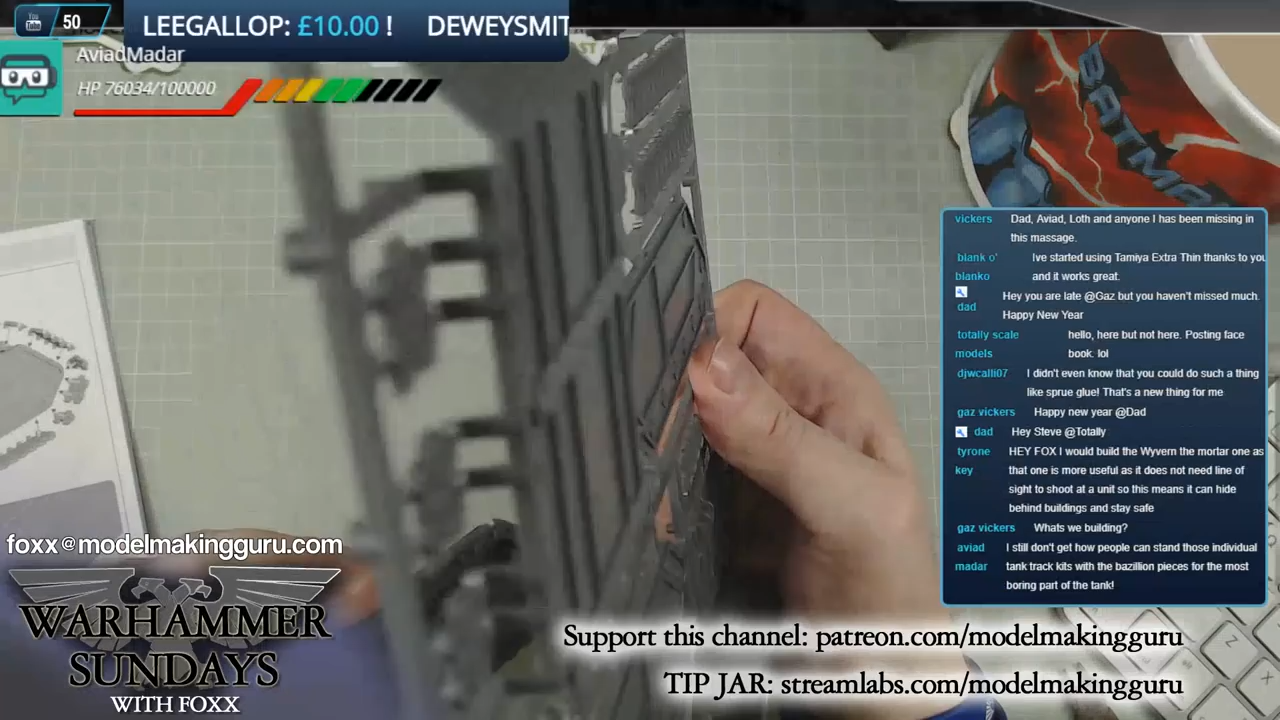 You
Tube
50
LEEGALLOP: £10.00 ! DEWEYSMIT
AviadMadar
HP 76034/100000
BATMA
vickers Dad, Aviad, Loth and anyone I has been missing in
this massage.
blank o' Ive started using Tamiya Extra Thin thanks to you
blanko and it works great.
Hey you are late @Gaz but you haven't missed much.
dad Happy New Year
totally scale hello, here but not here. Posting face
models book. lol
djwcalli07 I didn't even know that you could do such a thing
like sprue glue! That's a new thing for me
gaz vickers Happy new year @Dad
dad Hey Steve @Totally
tyrone HEY FOX I would build the Wyvern the mortar one as
key that one is more useful as it does not need line of
sight to shoot at a unit so this means it can hide
behind buildings and stay safe
gaz vickers Whats we building?
aviad I still don't get how people can stand those individual
madar tank track kits with the bazillion pieces for the most
boring part of the tank!
foxx@modelmakingguru.com
WARHAMMER
SUNDAYS
WITH FOXX
Support this channel: patreon.com/modelmakingguru
TIP JAR: streamlabs.com/modelmakingguru
Z
X